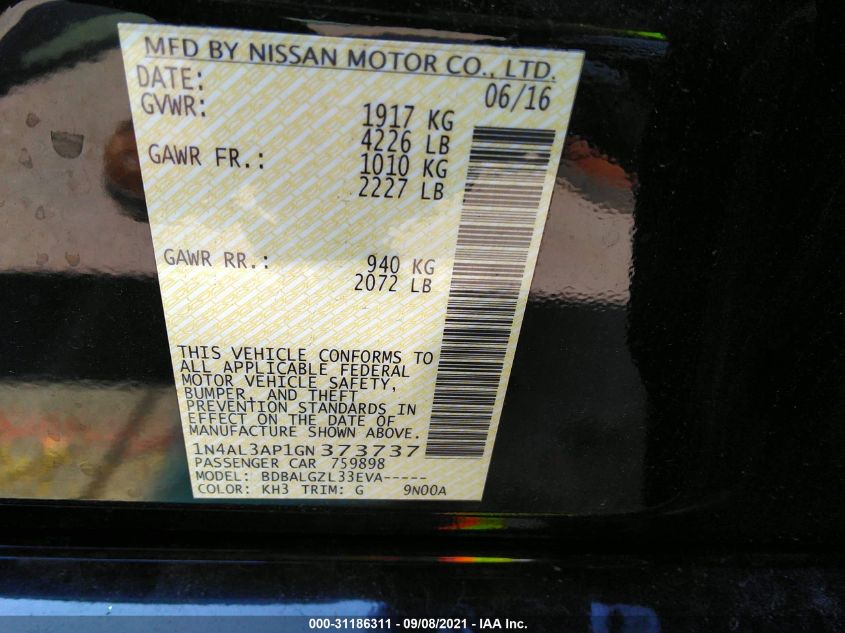 MFD BY NISSAN MOTOR CO., LTD.
DATE: 06/16
GVWR: 1917 KG
4226 LB
GAWR FR.: 1010 KG
2227 LB
GAWR RR.: 940 KG
2072 LB
THIS VEHICLE CONFORMS TO
ALL APPLICABLE FEDERAL
MOTOR VEHICLE SAFETY,
BUMPER, AND THEFT
PREVENTION STANDARDS IN
EFFECT ON THE DATE OF
MANUFACTURE SHOWN ABOVE.
1N4AL3AP1GN373737
PASSENGER CAR 759898
MODEL: BDBALGZL33EVA-----
COLOR: KH3 TRIM: G 9N00A
000-31186311 - 09/08/2021 - IAA Inc.